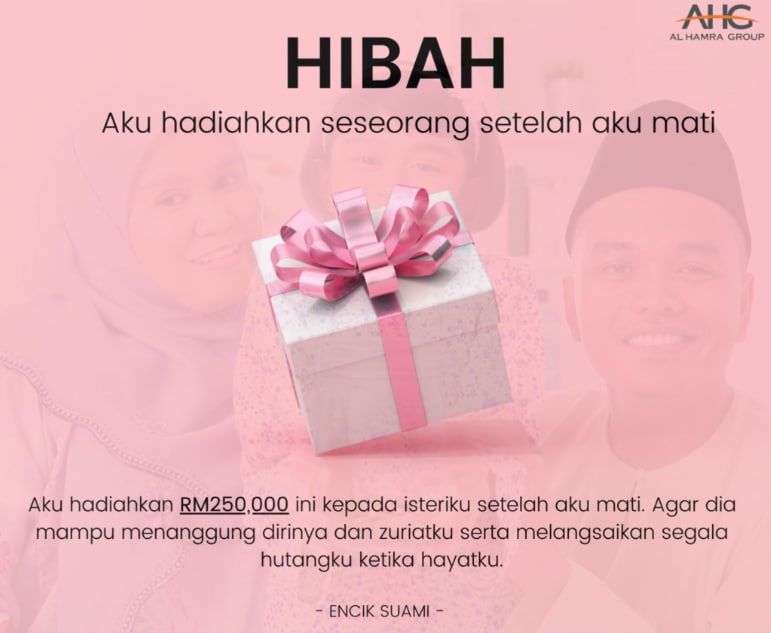 AHG
AL HAMRA GROUP
HIBAH
Aku hadiahkan seseorang setelah aku mati
Aku hadiahkan RM250,000 ini kepada isteriku setelah aku mati. Agar dia
mampu menanggung dirinya dan zuriatku serta melangsaikan segala
hutangku ketika hayatku.
- ENCIK SUAMI -